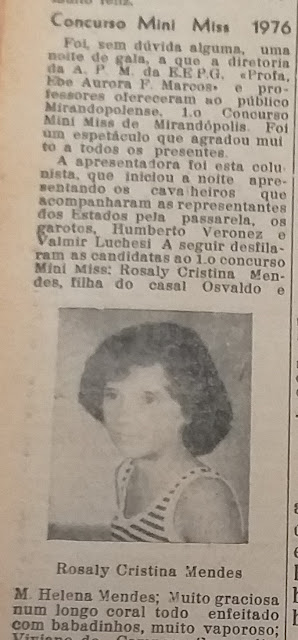 Concurso Mini Miss 1976
Foi, sem dúvida alguma, uma
noite de gala, a que a diretoria
da A. P. M. da E.E P.G. «Profa,
Ebe Aurora F. Marcos» e pro-
fessores ofereceram ao público
Mirandopolense, 1.o Concurso
Mini Miss de Mirandópolis. Foi
um espetáculo que agradou mui
to a todos os presentes.
A apresentadora foi esta colu-
nista, que iniciou a noite apre-
sentando os cavalheiros que
acompanharam as representantes
dos Estados pela passarela, os
garotos, Humberto Veronez e
Valmir Luchesi A seguir desfila-
ram as candidatas ao 1.o concurso
Mini Miss: Rosaly Cristina Men-
des, filha do casal Osvaldo e
Rosaly Cristina Mendes
M. Helena Mendes; Muito graciosa
num longo coral todo enfeitado
com babadinhos, muito vaporoso;